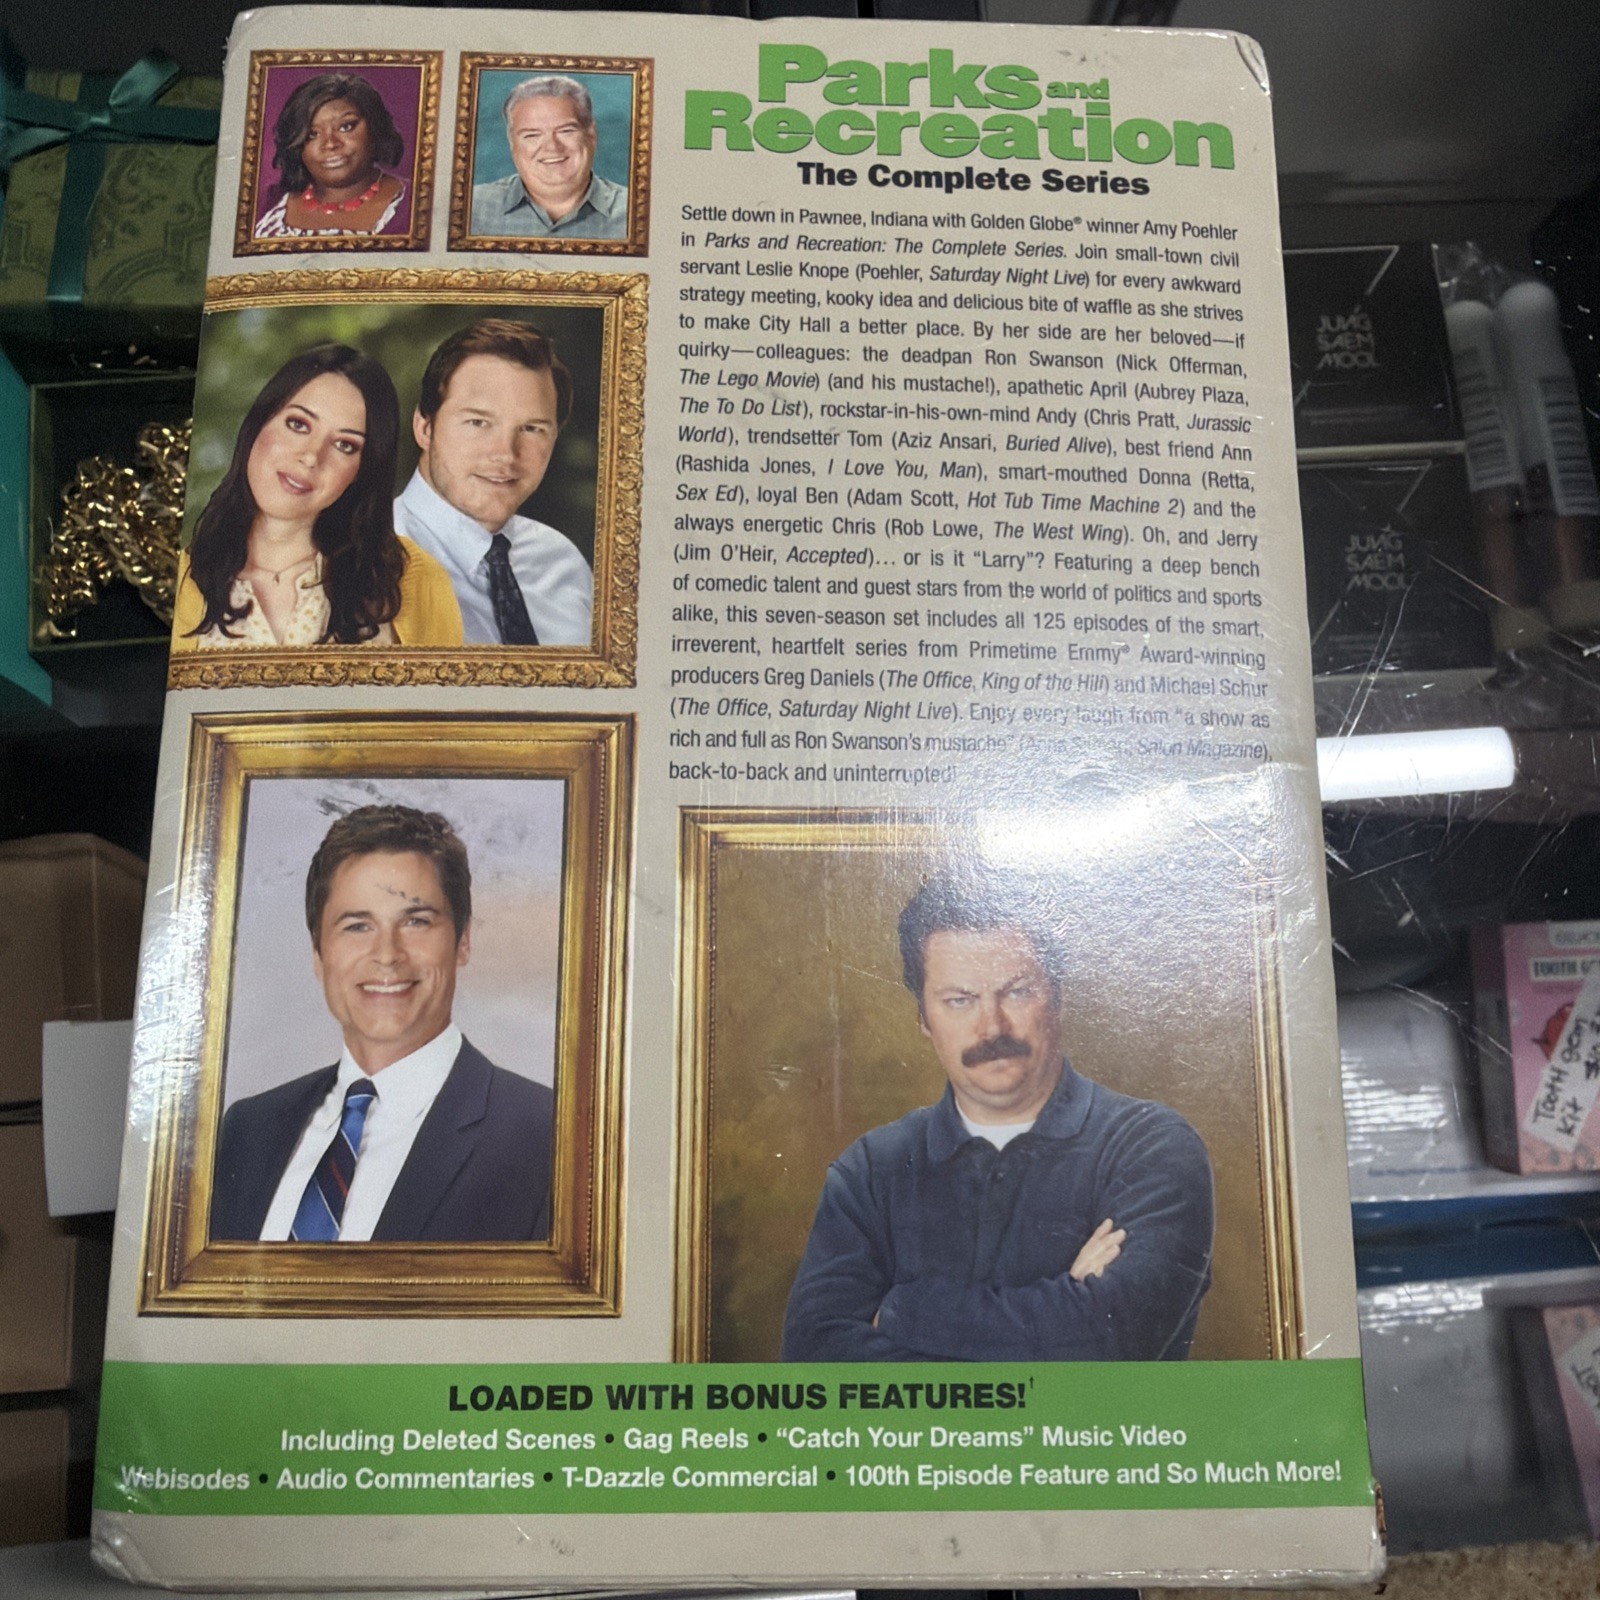 Parks and
Recreation
The Complete Series
Settle down in Pawnee, Indiana with Golden Globe® winner Amy Poehler
in Parks and Recreation: The Complete Series. Join small-town civil
servant Leslie Knope (Poehler, Saturday Night Live) for every awkward
strategy meeting, kooky idea and delicious bite of waffle as she strives
to make City Hall a better place. By her side are her beloved—if
quirky—colleagues: the deadpan Ron Swanson (Nick Offerman,
The Lego Movie) (and his mustache!), apathetic April (Aubrey Plaza,
The To Do List), rockstar-in-his-own-mind Andy (Chris Pratt, Jurassic
World), trendsetter Tom (Aziz Ansari, Buried Alive), best friend Ann
(Rashida Jones, I Love You, Man), smart-mouthed Donna (Retta,
Sex Ed), loyal Ben (Adam Scott, Hot Tub Time Machine 2) and the
always energetic Chris (Rob Lowe, The West Wing). Oh, and Jerry
(Jim O'Heir, Accepted)... or is it "Larry"? Featuring a deep bench
of comedic talent and guest stars from the world of politics and sports
alike, this seven-season set includes all 125 episodes of the smart,
irreverent, heartfelt series from Primetime Emmy® Award-winning
producers Greg Daniels (The Office, King of the Hill) and Michael Schur
(The Office, Saturday Night Live). Enjoy every laugh from "a show as
rich and full as Ron Swanson's mustache" Salon Magazine),
back-to-back and uninterrupted!
LOADED WITH BONUS FEATURES!†
Including Deleted Scenes • Gag Reels • "Catch Your Dreams" Music Video
Webisodes • Audio Commentaries • T-Dazzle Commercial • 100th Episode Feature and So Much More!
JUNG
SAEM
MOOL
JUNG
SAEM
MOOL
TOOTH
Tooth gem
Kit